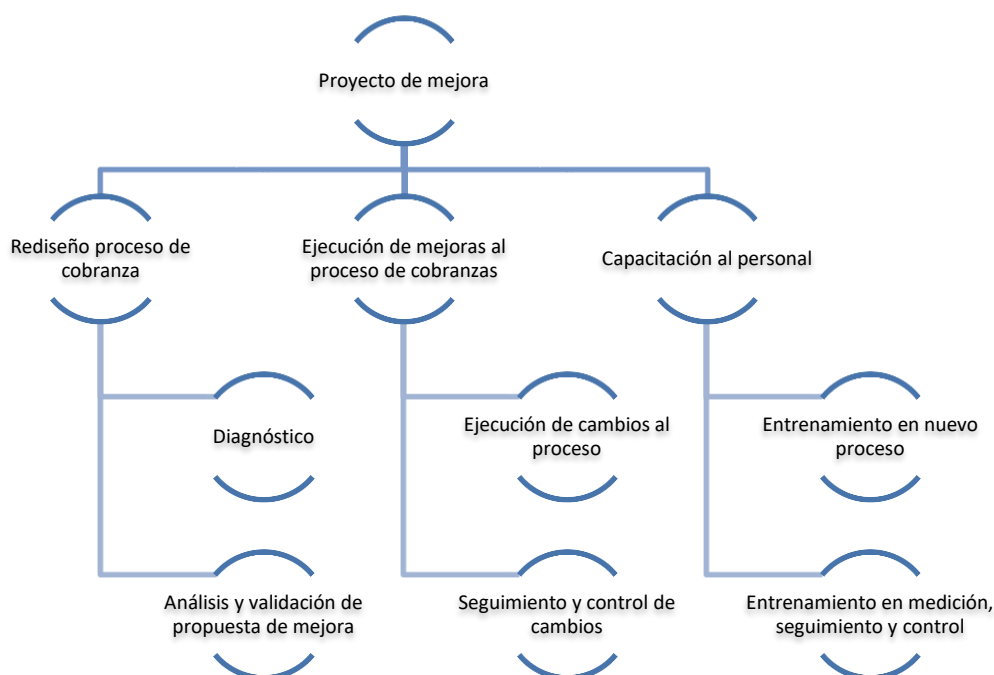 Proyecto de mejora
Rediseño proceso de
cobranza
Ejecución de mejoras al
proceso de cobranzas
Capacitación al personal
Diagnóstico
Ejecución de cambios al
proceso
Entrenamiento en nuevo
proceso
Análisis y validación de
propuesta de mejora
Seguimiento y control de
cambios
Entrenamiento en medición,
seguimiento y control